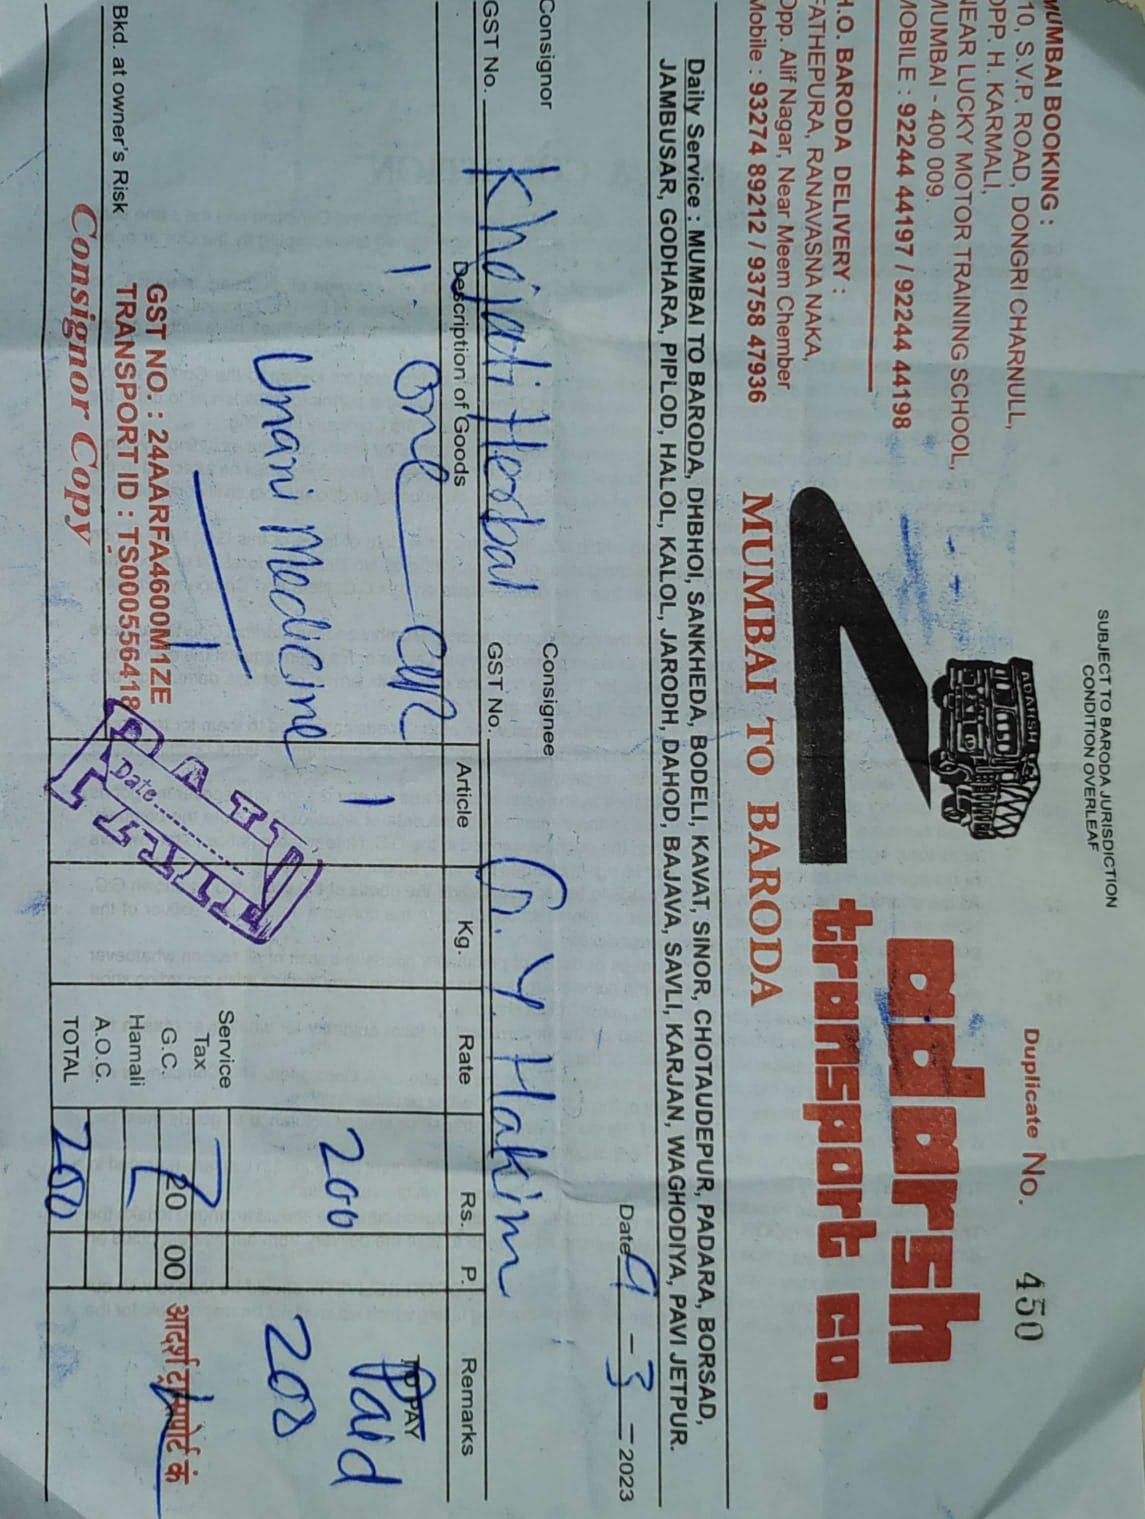 SUBJECT TO BARODA JURISDICTION
CONDITION OVERLEAF
MUMBAI BOOKING :
10, S.V.P. ROAD, DONGRI CHARNULL,
OPP. H. KARMALI,
NEAR LUCKY MOTOR TRAINING SCHOOL,
MUMBAI - 400 009.
MOBILE : 92244 44197 / 92244 44198
H.O. BARODA DELIVERY :
FATHEPURA, RANAVASNA NAKA,
Opp. Alif Nagar, Near Meem Chember
Mobile : 93274 89212 / 93758 47936
ADARSH
Duplicate No. 450
adarsh
transport co.
MUMBAI TO BARODA
Daily Service : MUMBAI TO BARODA, DHBHOI, SANKHEDA, BODELI, KAVAT, SINOR, CHOTAUDEPUR, PADARA, BORSAD,
JAMBUSAR, GODHARA, PIPLOD, HALOL, KALOL, JARODH, DAHOD, BAJAVA, SAVLI, KARJAN, WAGHODIYA, PAVI JETPUR.
Date 9 - 3 - 2023
Consignor Consignee
GST No. Khojati Herbal GST No. G. Y Hakim
Description of Goods Article Kg. Rate Rs. P. Remarks
1 one 1 200 TO PAY Paid
Unani Medicine 200
Service
Tax
G.C. 20 00
Hamali
A.O.C.
TOTAL 200
GST NO. : 24AARFA4600M1ZE
Bkd. at owner's Risk TRANSPORT ID : TS000556418
Consignor Copy
PAID
Date
आदर्श ट्रान्सपोर्ट कं